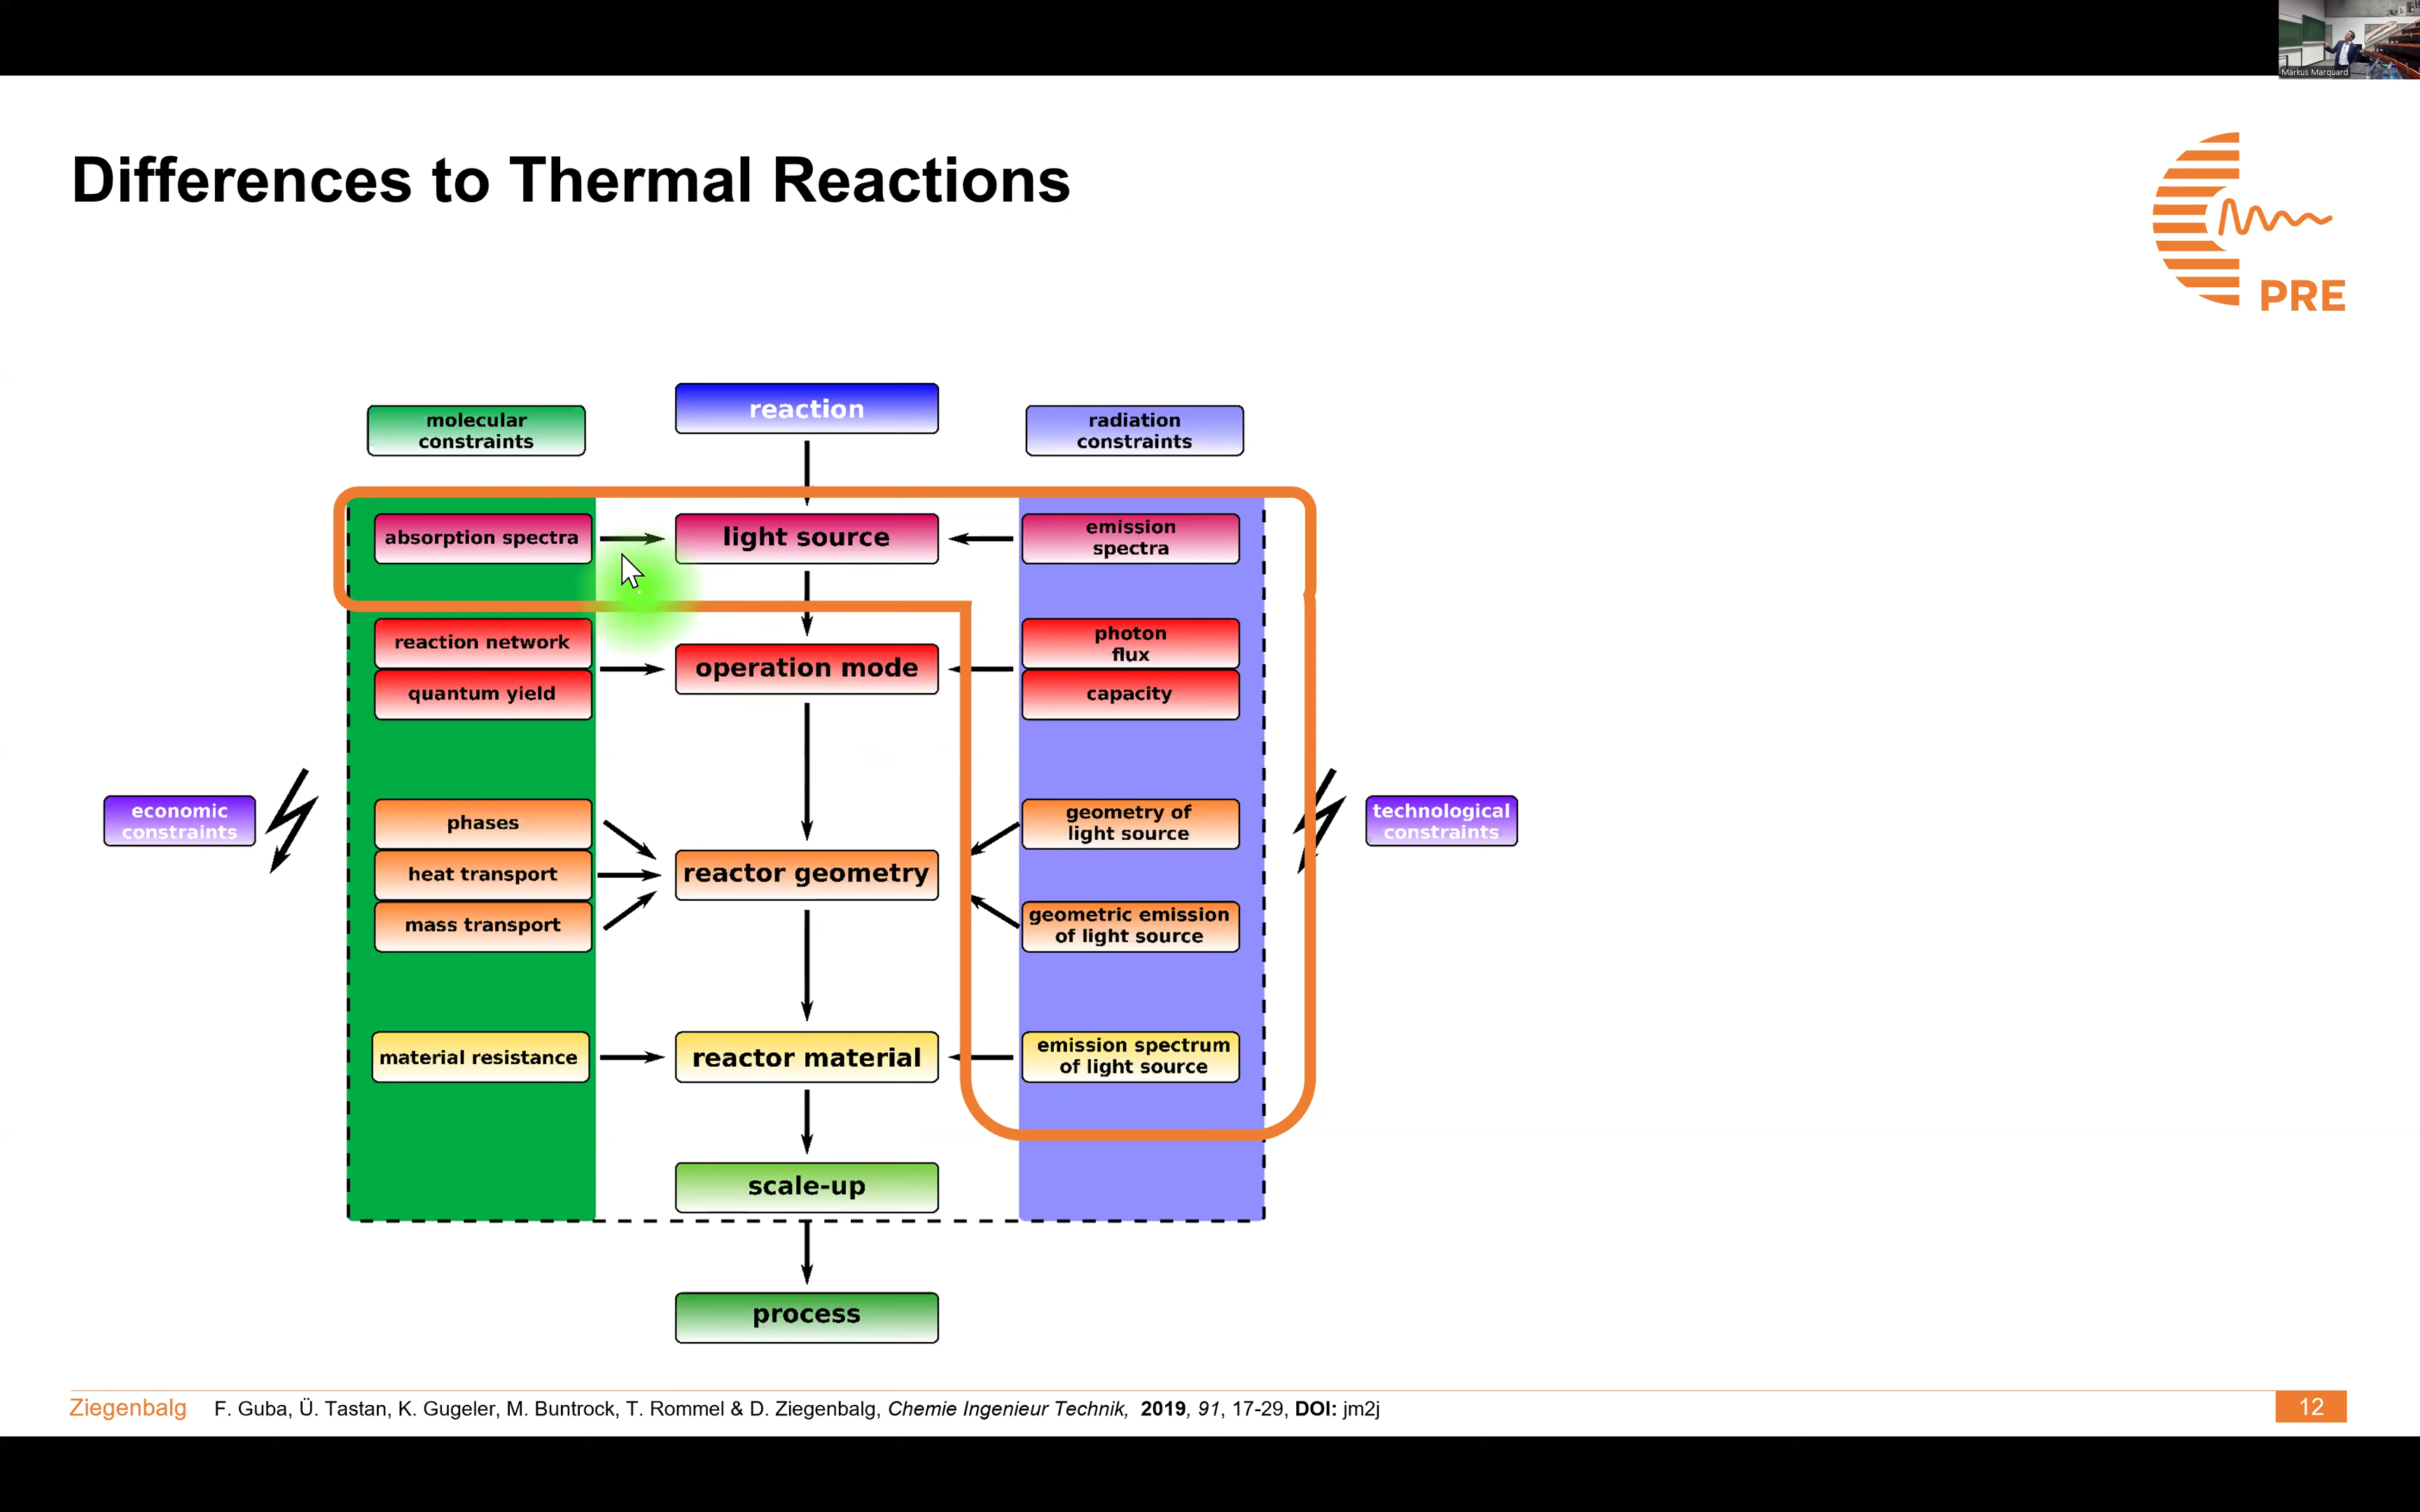 Markus Marquard
Differences to Thermal Reactions
PRE
molecular
constraints
reaction
radiation
constraints
absorption spectra
light source
emission
spectra
reaction network
quantum yield
operation mode
photon
flux
capacity
economic
constraints
phases
heat transport
mass transport
reactor geometry
geometry of
light source
geometric emission
of light source
technological
constraints
material resistance
reactor material
emission spectrum
of light source
scale-up
process
Ziegenbalg F. Guba, Ü. Tastan, K. Gugeler, M. Buntrock, T. Rommel & D. Ziegenbalg, Chemie Ingenieur Technik, 2019, 91, 17-29, DOI: jm2j
12